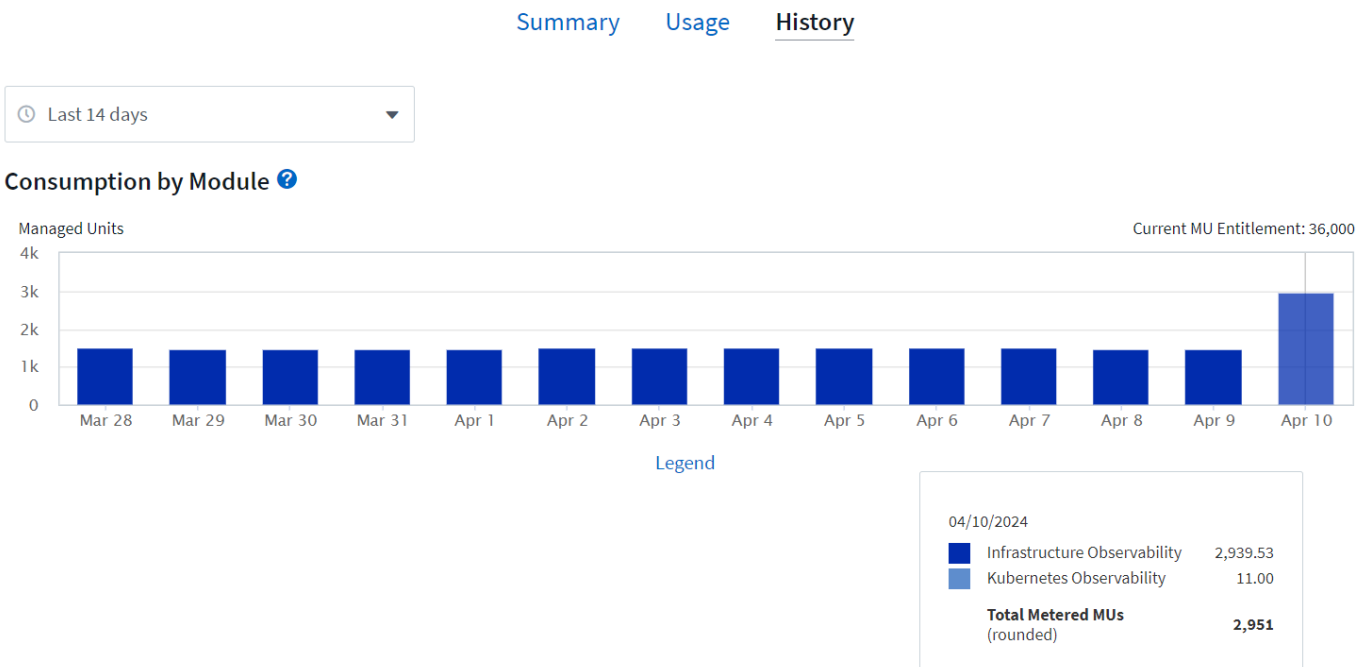 Summary Usage History
Last 14 days
Consumption by Module ?
Managed Units Current MU Entitlement: 36,000
4k
3k
2k
1k
0
Mar 28 Mar 29 Mar 30 Mar 31 Apr 1 Apr 2 Apr 3 Apr 4 Apr 5 Apr 6 Apr 7 Apr 8 Apr 9 Apr 10
Legend
04/10/2024
Infrastructure Observability 2,939.53
Kubernetes Observability 11.00
Total Metered MUs
(rounded) 2,951